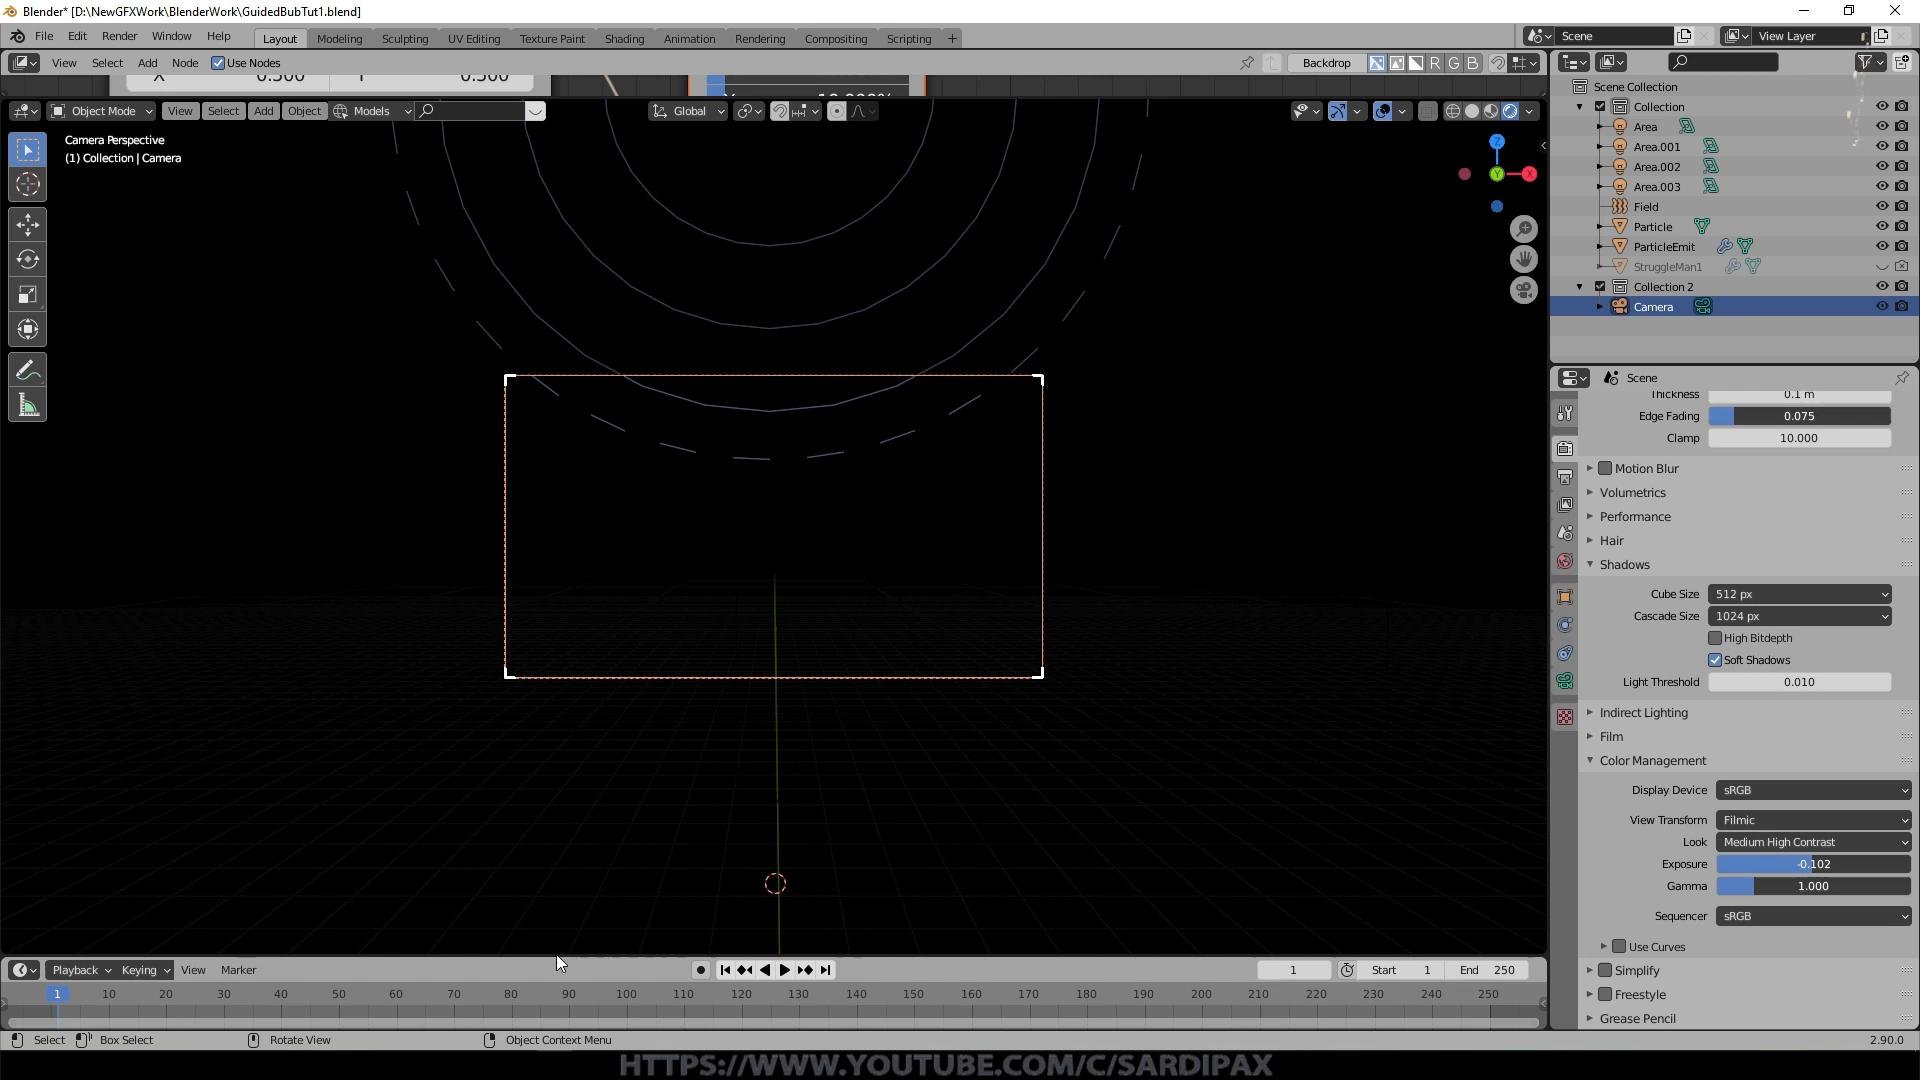 Blender* [D:\NewGFXWork\BlenderWork\GuidedBubTut1.blend]
File Edit Render Window Help Layout Modeling Sculpting UV Editing Texture Paint Shading Animation Rendering Compositing Scripting + Scene View Layer
View Select Add Node Use Nodes Backdrop R G B
X 0.500 Y 0.500
Object Mode View Select Add Object Models Global
Camera Perspective
(1) Collection | Camera
Z
Y
X
Scene Collection
Collection
Area
Area.001
Area.002
Area.003
Field
Particle
ParticleEmit
StruggleMan1
Collection 2
Camera
Scene
Thickness 0.1 m
Edge Fading 0.075
Clamp 10.000
Motion Blur
Volumetrics
Performance
Hair
Shadows
Cube Size 512 px
Cascade Size 1024 px
High Bitdepth
Soft Shadows
Light Threshold 0.010
Indirect Lighting
Film
Color Management
Display Device sRGB
View Transform Filmic
Look Medium High Contrast
Exposure -0.102
Gamma 1.000
Sequencer sRGB
Use Curves
Simplify
Freestyle
Grease Pencil
Playback Keying View Marker 1 Start 1 End 250
1 10 20 30 40 50 60 70 80 90 100 110 120 130 140 150 160 170 180 190 200 210 220 230 240 250
Select Box Select Rotate View Object Context Menu 2.90.0
HTTPS://WWW.YOUTUBE.COM/C/SARDIPAX